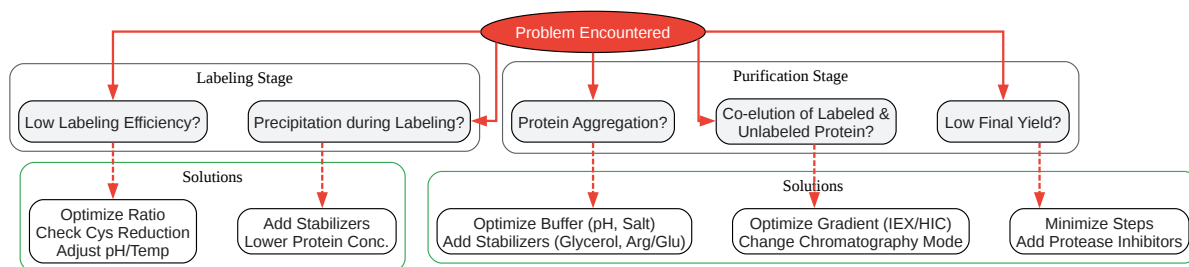 Problem Encountered
Labeling Stage
Low Labeling Efficiency?
Precipitation during Labeling?
Purification Stage
Protein Aggregation?
Co-elution of Labeled &
Unlabeled Protein?
Low Final Yield?
Solutions
Optimize Ratio
Check Cys Reduction
Adjust pH/Temp
Add Stabilizers
Lower Protein Conc.
Solutions
Optimize Buffer (pH, Salt)
Add Stabilizers (Glycerol, Arg/Glu)
Optimize Gradient (IEX/HIC)
Change Chromatography Mode
Minimize Steps
Add Protease Inhibitors